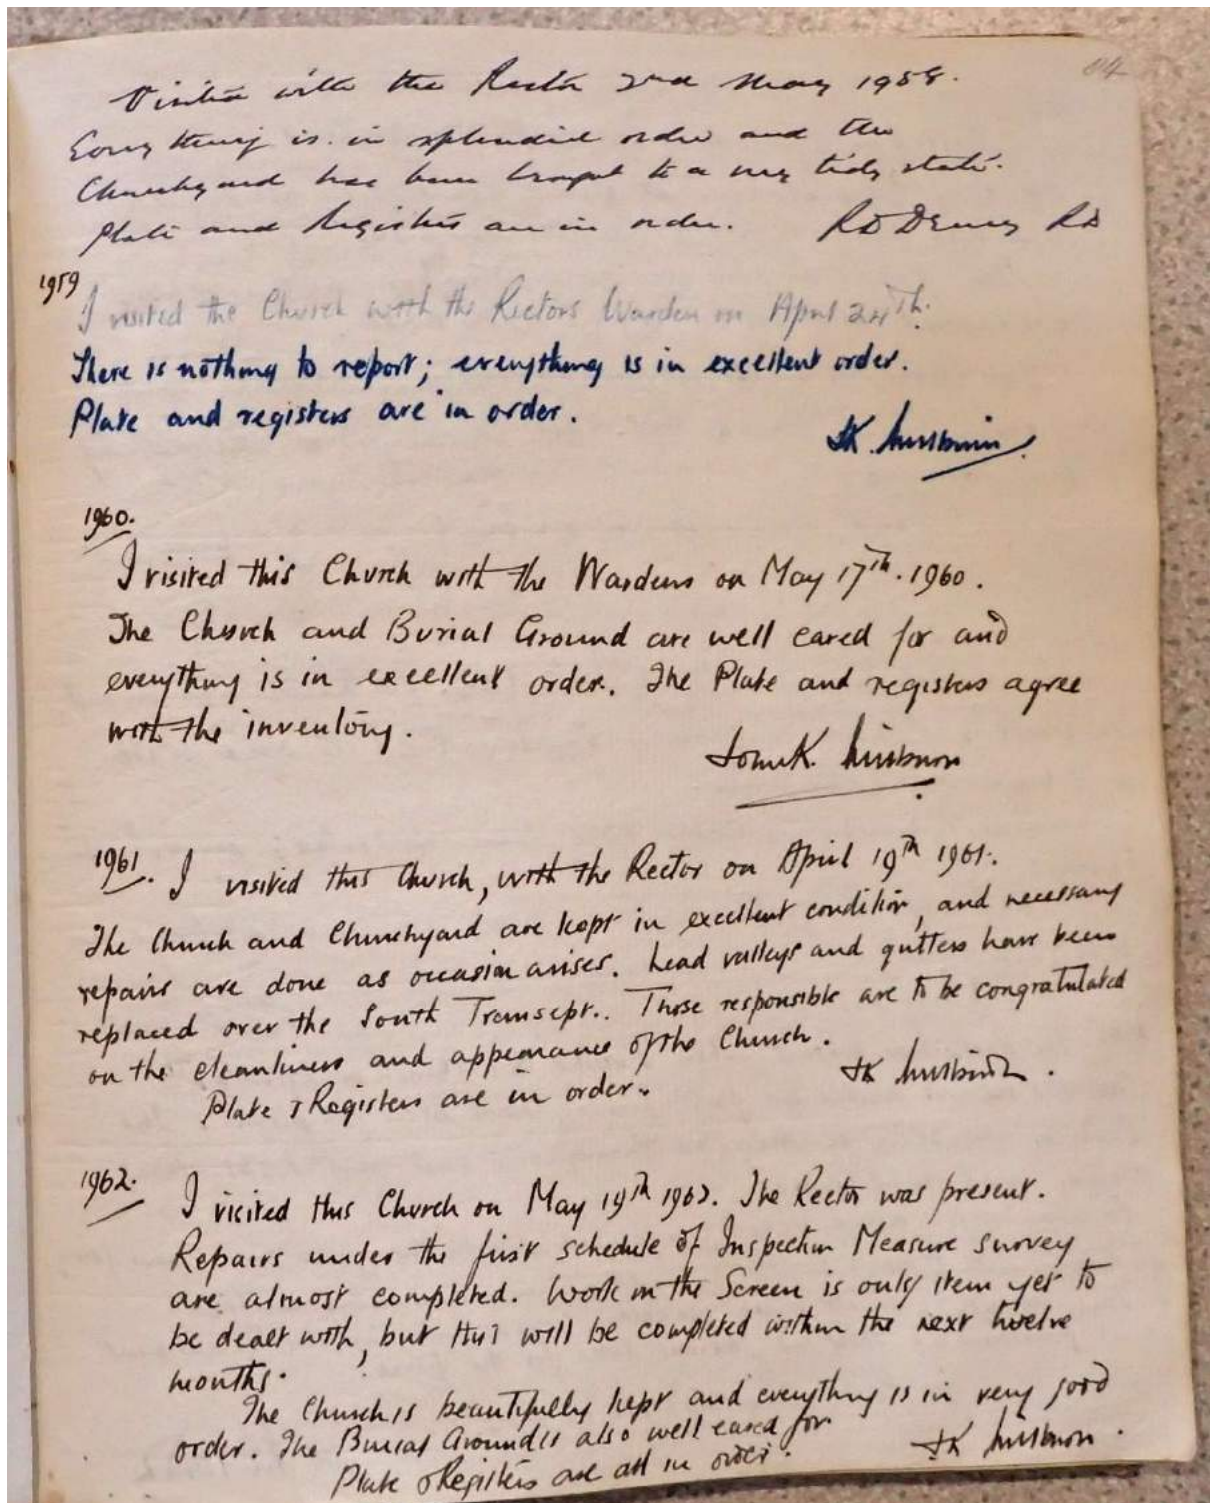 Visited with the Rector 2nd May 1958.
Everything is in splendid order and the
Churchyard has been brought to a very tidy state.
Plate and Registers are in order. RD
1959
I visited the Church with the Rectors Warden on April 24Th.
There is nothing to report; everything is in excellent order.
Plate and registers are in order.
JK.
1960.
I visited this Church with the Wardens on May 17th. 1960.
The Church and Burial Ground are well cared for and
everything is in excellent order. The Plate and registers agree
with the inventory.
John K.
1961. I visited this Church, with the Rector on April 19th 1961.
The Church and Churchyard are kept in excellent condition, and necessary
repairs are done as occasion arises. Lead valleys and gutters have been
replaced over the South Transept.. Those responsible are to be congratulated
on the cleanliness and appearance of the Church.
JK
Plate & Registers are in order.
1962.
I visited this Church on May 19th 1962. The Rector was present.
Repairs under the first schedule of Inspection Measure survey
are almost completed. Work on the Screen is only item yet to
be dealt with, but this will be completed within the next twelve
months.
The Church is beautifully kept and everything is in very good
order. The Burial Ground is also well cared for
JK
Plate & Registers are all in order.